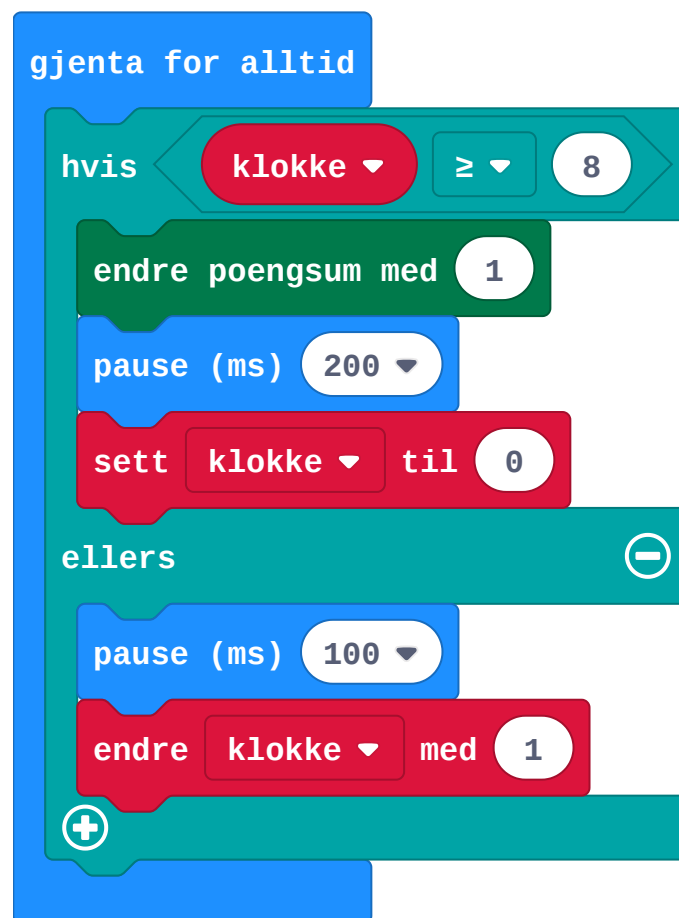 gjenta for alltid
hvis klokke ≥ 8
endre poengsum med 1
pause (ms) 200
sett klokke til 0
ellers
pause (ms) 100
endre klokke med 1